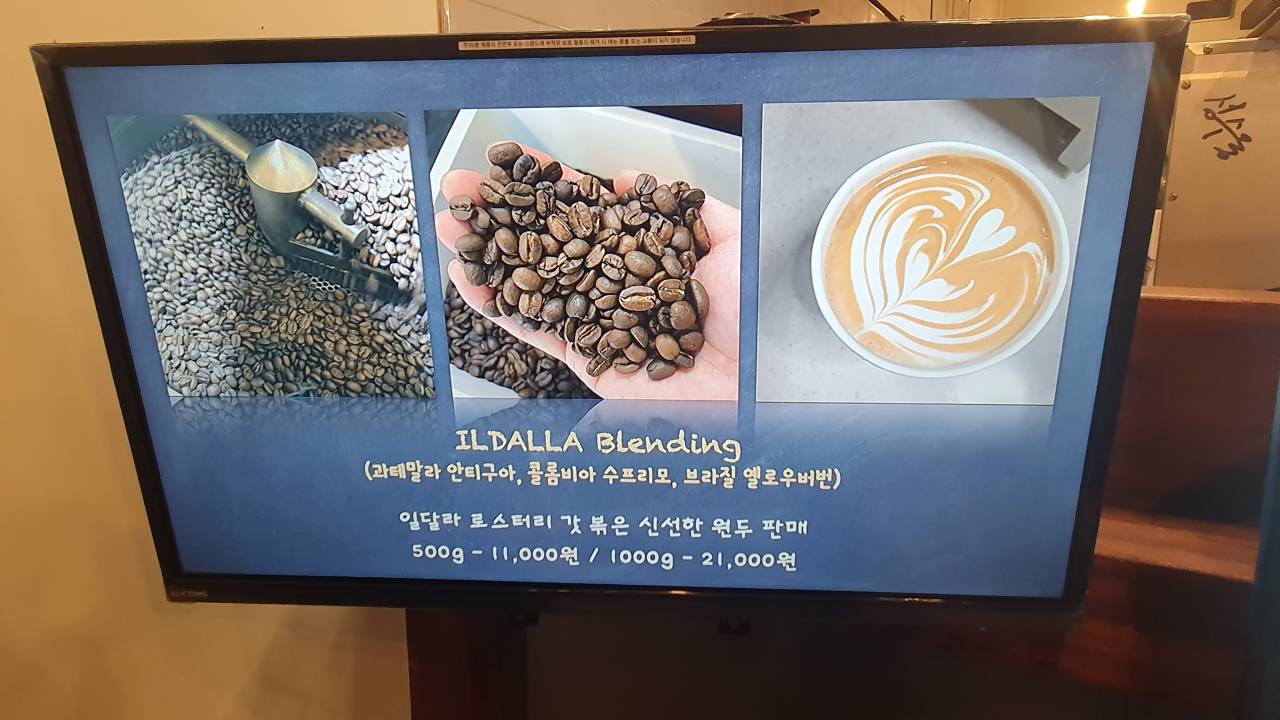 ILDALLA Blending
(과테말라 안티구아, 콜롬비아 수프리모, 브라질 옐로우버번)
일달라 로스터리 갓 볶은 신선한 원두 판매
500g - 11,000원 / 1000g - 21,000원